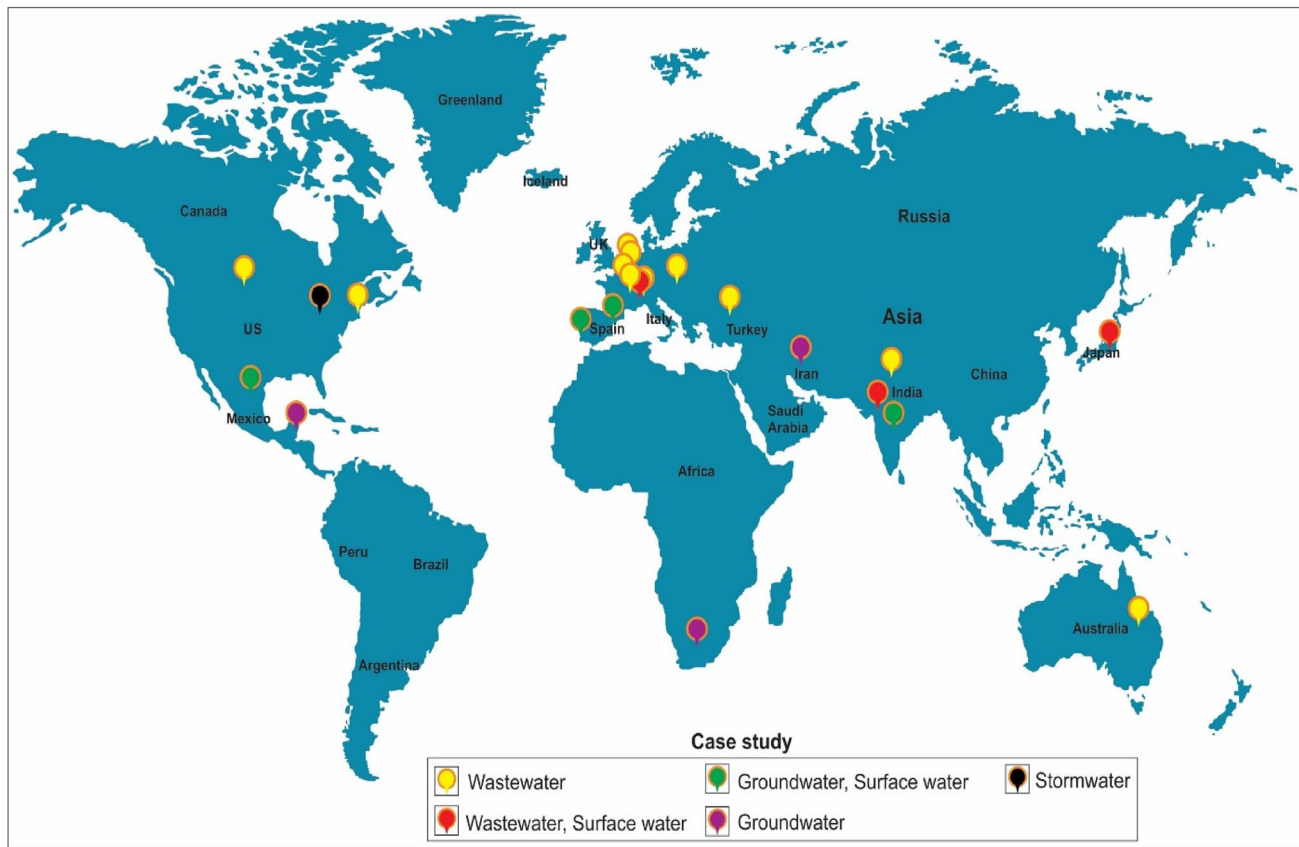 Greenland
Iceland
Canada
Russia
UK
US
Spain
Italy
Turkey
Asia
Japan
Iran
China
India
Mexico
Saudi
Arabia
Africa
Peru
Brazil
Australia
Argentina
Case study
Wastewater
Groundwater, Surface water
Stormwater
Wastewater, Surface water
Groundwater